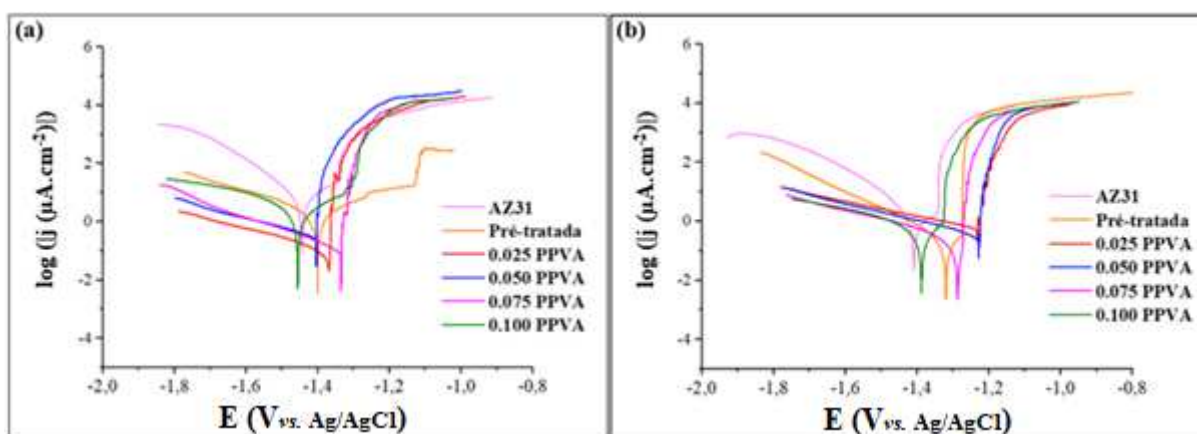 (a)
log (|j (µA.cm⁻²)|)
6
4
2
0
-2
-4
-2,0 -1,8 -1,6 -1,4 -1,2 -1,0 -0,8
E (V vs. Ag/AgCl)
AZ31
Pré-tratada
0.025 PPVA
0.050 PPVA
0.075 PPVA
0.100 PPVA
(b)
log (|j (µA.cm⁻²)|)
6
4
2
0
-2
-4
-2,0 -1,8 -1,6 -1,4 -1,2 -1,0 -0,8
E (V vs. Ag/AgCl)
AZ31
Pré-tratada
0.025 PPVA
0.050 PPVA
0.075 PPVA
0.100 PPVA